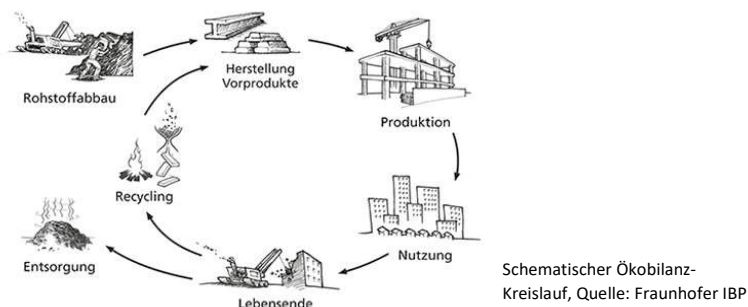 Rohstoffabbau
Herstellung
Vorprodukte
Produktion
Nutzung
Lebensende
Recycling
Entsorgung
Schematischer Ökobilanz-
Kreislauf, Quelle: Fraunhofer IBP